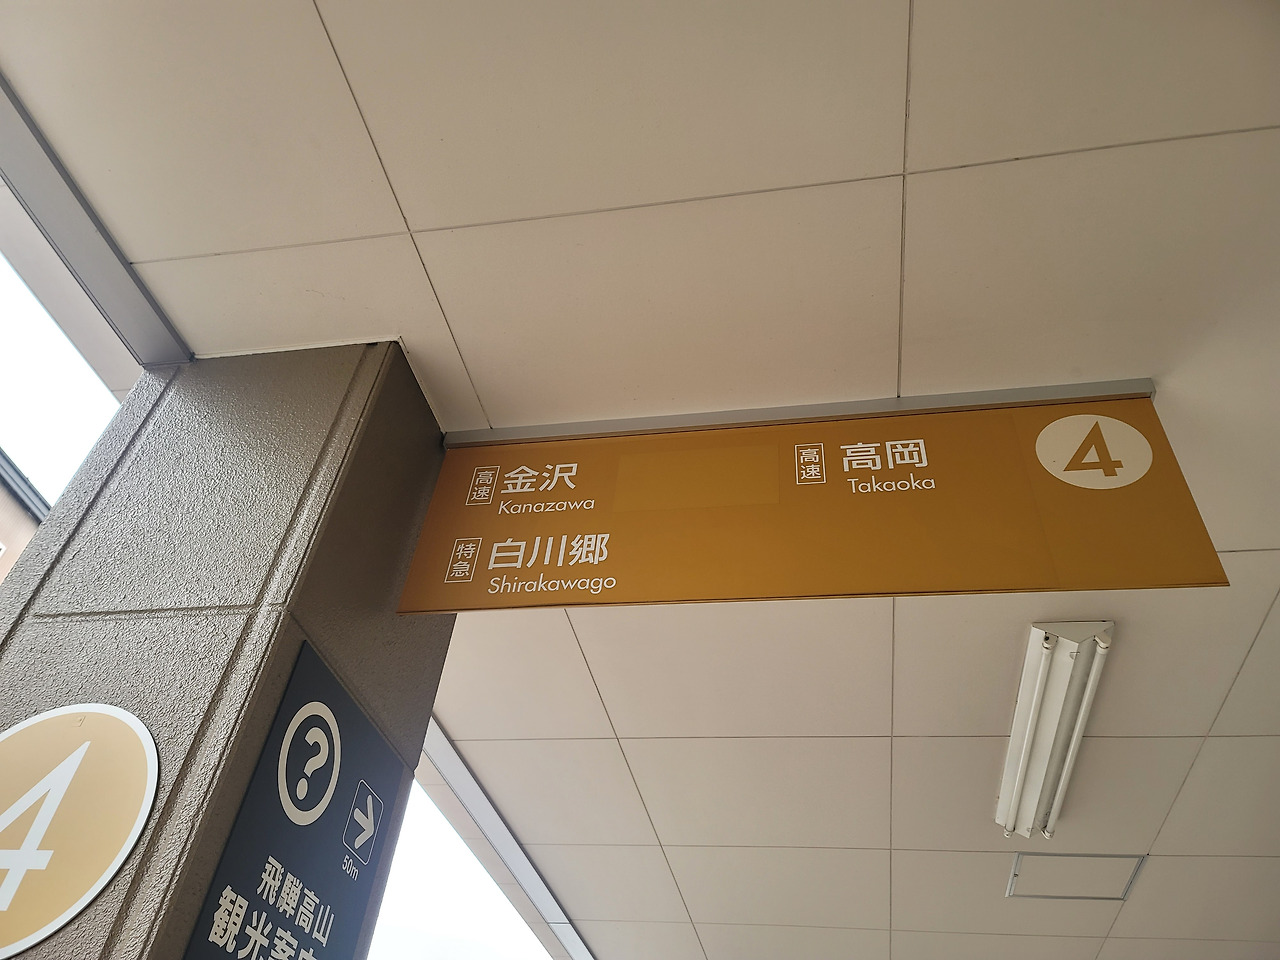 高速 金沢
Kanazawa
特急 白川郷
Shirakawago
高速 高岡
Takaoka
4
4
?
50m
飛騨高山
観光案内